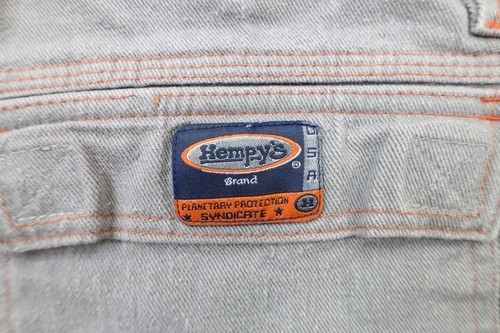 Hempy's
®
Brand
USA
PLANETARY PROTECTION
★ SYNDICATE ★
H